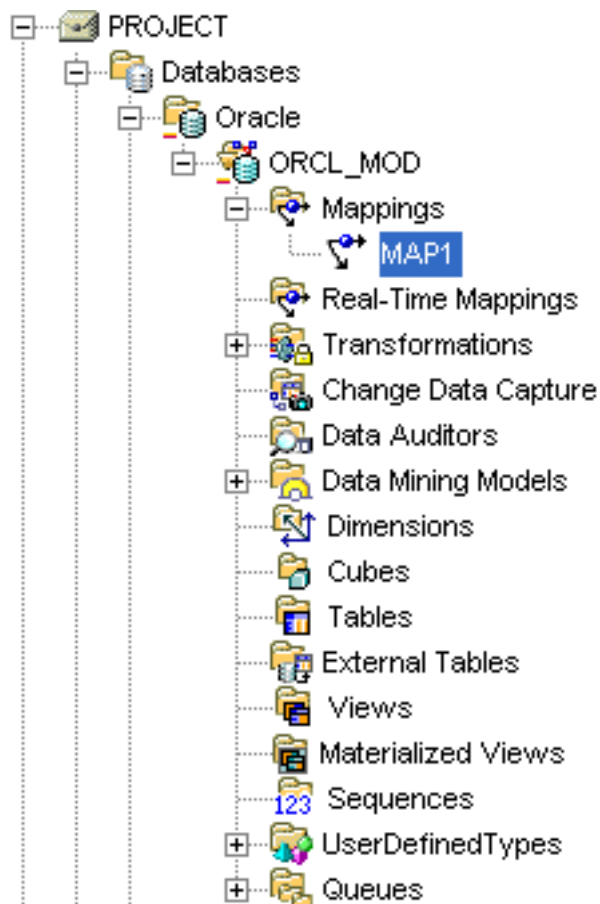 PROJECT
Databases
Oracle
ORCL_MOD
Mappings
MAP1
Real-Time Mappings
Transformations
Change Data Capture
Data Auditors
Data Mining Models
Dimensions
Cubes
Tables
External Tables
Views
Materialized Views
123 Sequences
UserDefinedTypes
Queues